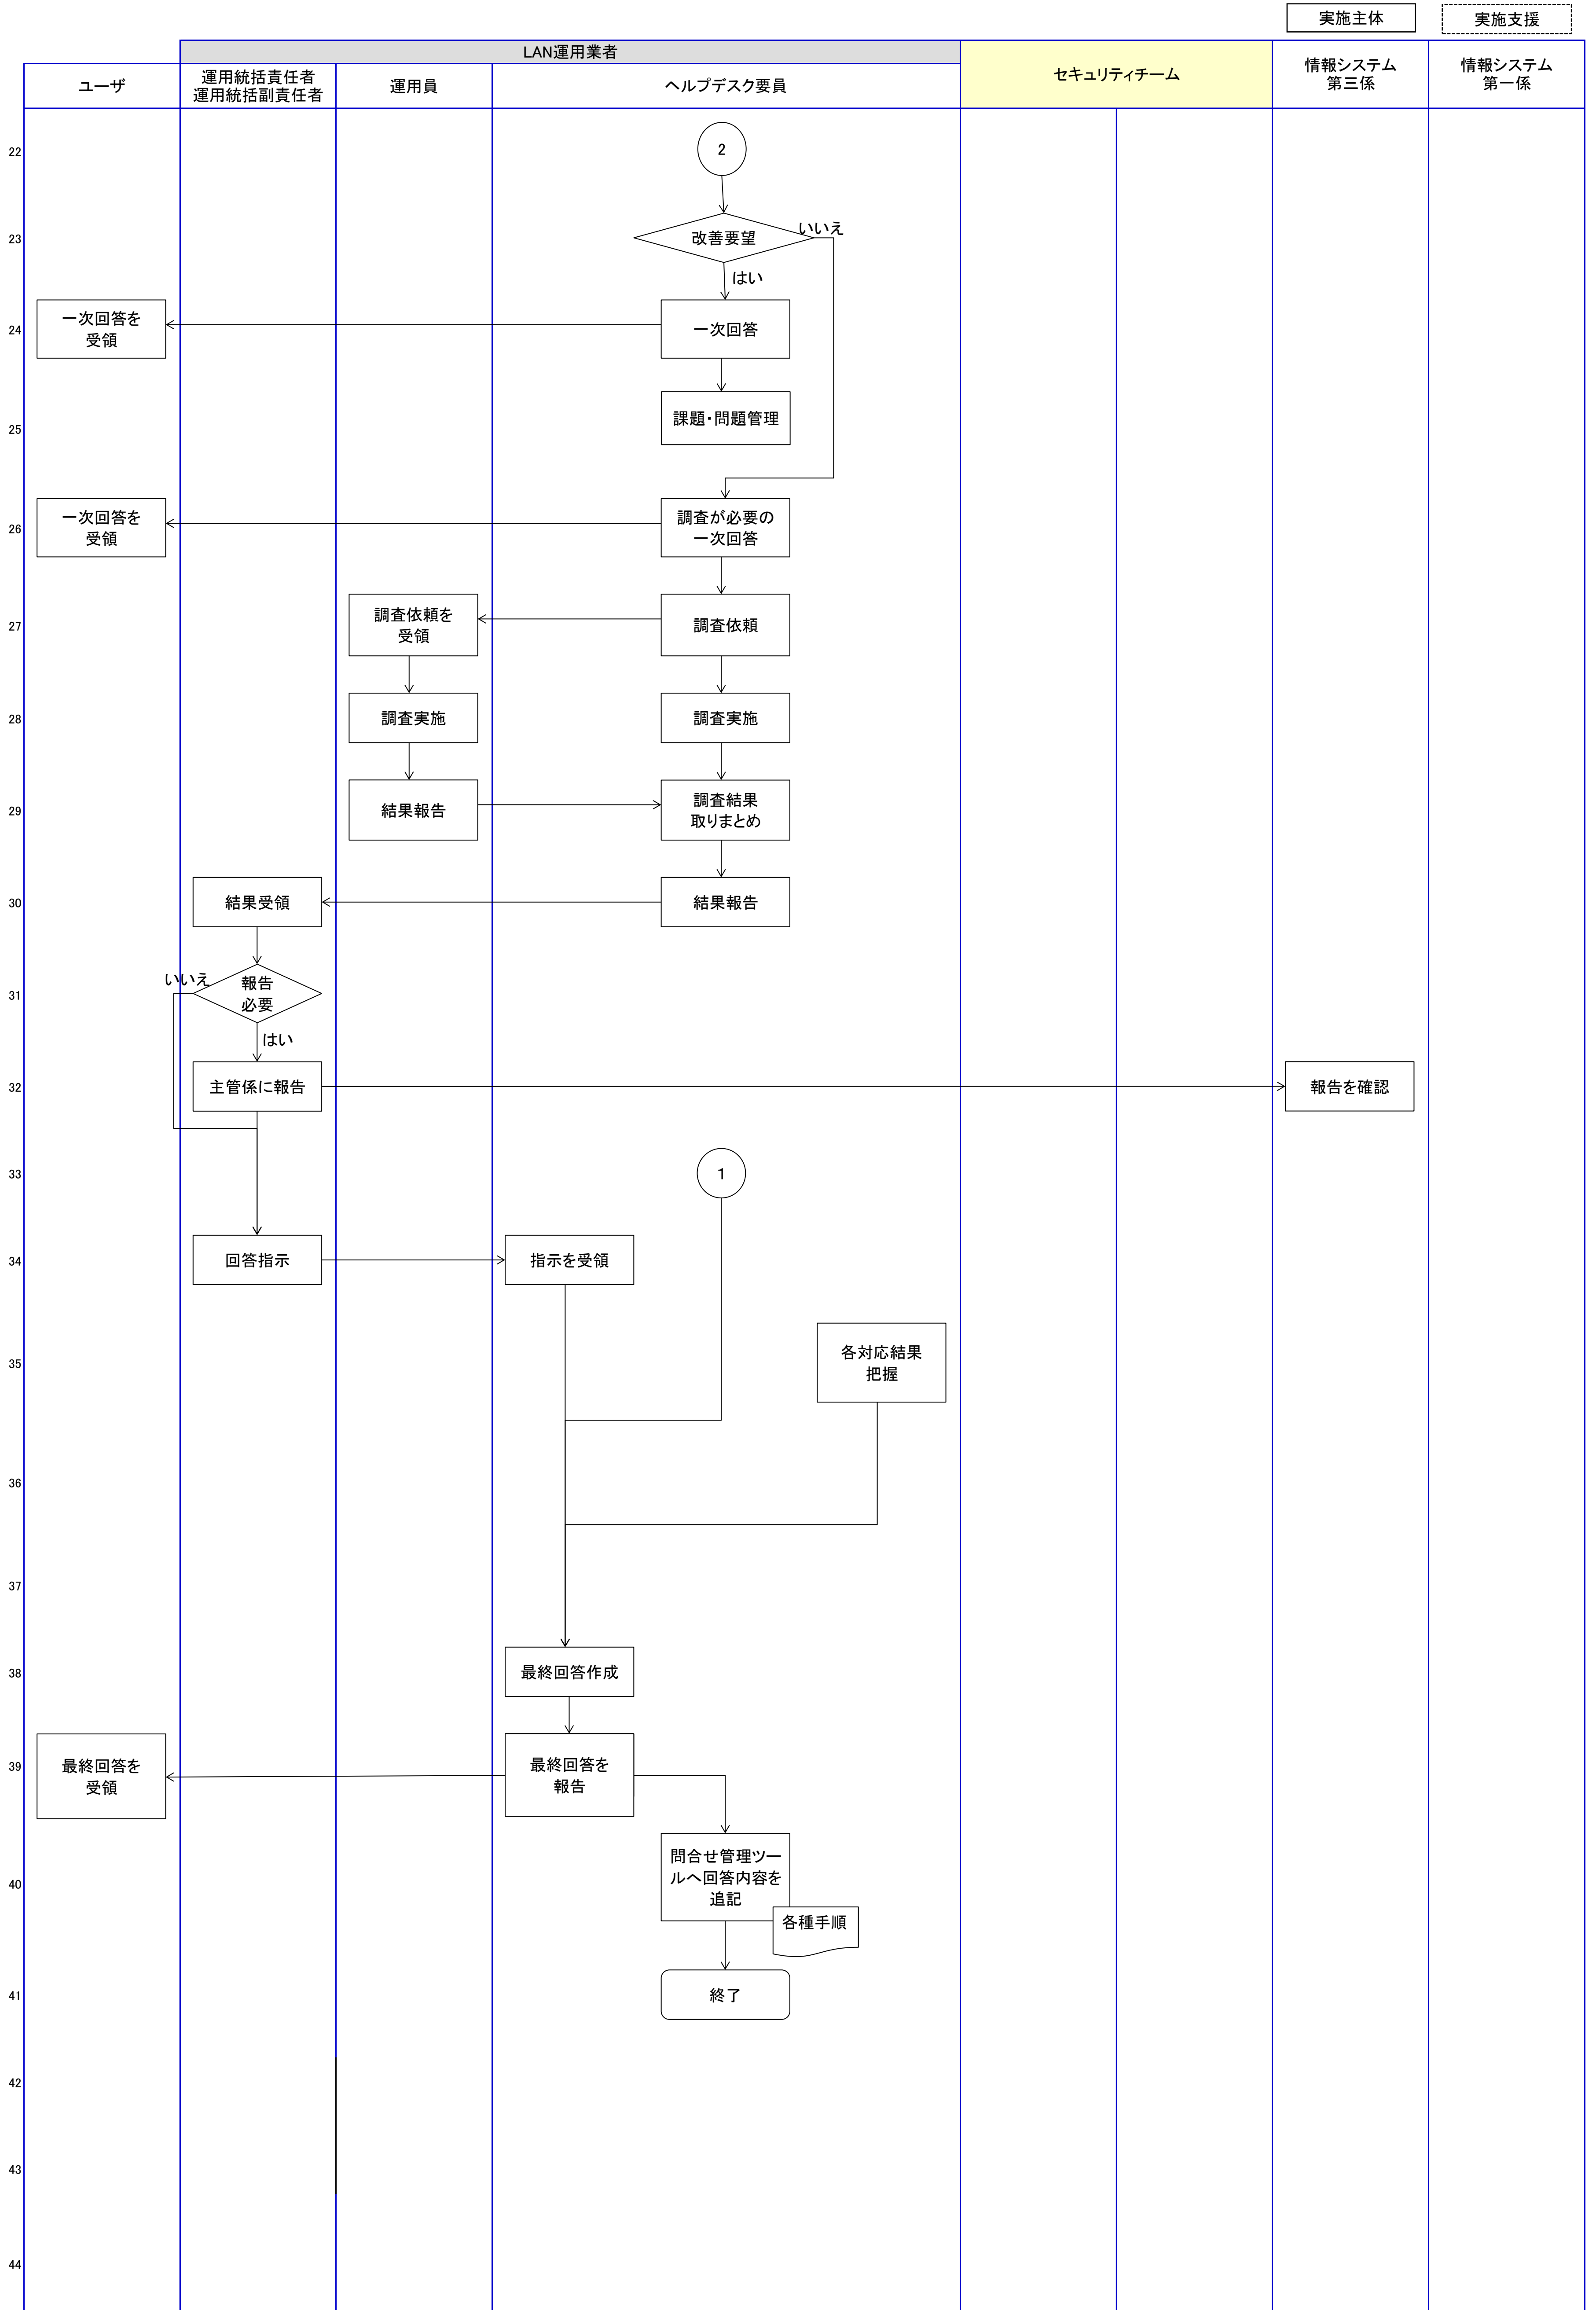 実施主体
実施支援
LAN運用業者
ユーザ
運用統括責任者
運用統括副責任者
運用員
ヘルプデスク要員
セキュリティチーム
情報システム
第三係
情報システム
第一係
22
2
23
改善要望
いいえ
はい
24
一次回答を
受領
一次回答
25
課題・問題管理
26
一次回答を
受領
調査が必要の
一次回答
27
調査依頼を
受領
調査依頼
28
調査実施
調査実施
29
結果報告
調査結果
取りまとめ
30
結果受領
結果報告
31
いいえ
報告
必要
はい
32
主管係に報告
報告を確認
33
1
34
回答指示
指示を受領
35
各対応結果
把握
36
37
38
最終回答作成
39
最終回答を
受領
最終回答を
報告
40
問合せ管理ツー
ルへ回答内容を
追記
各種手順
41
終了
42
43
44